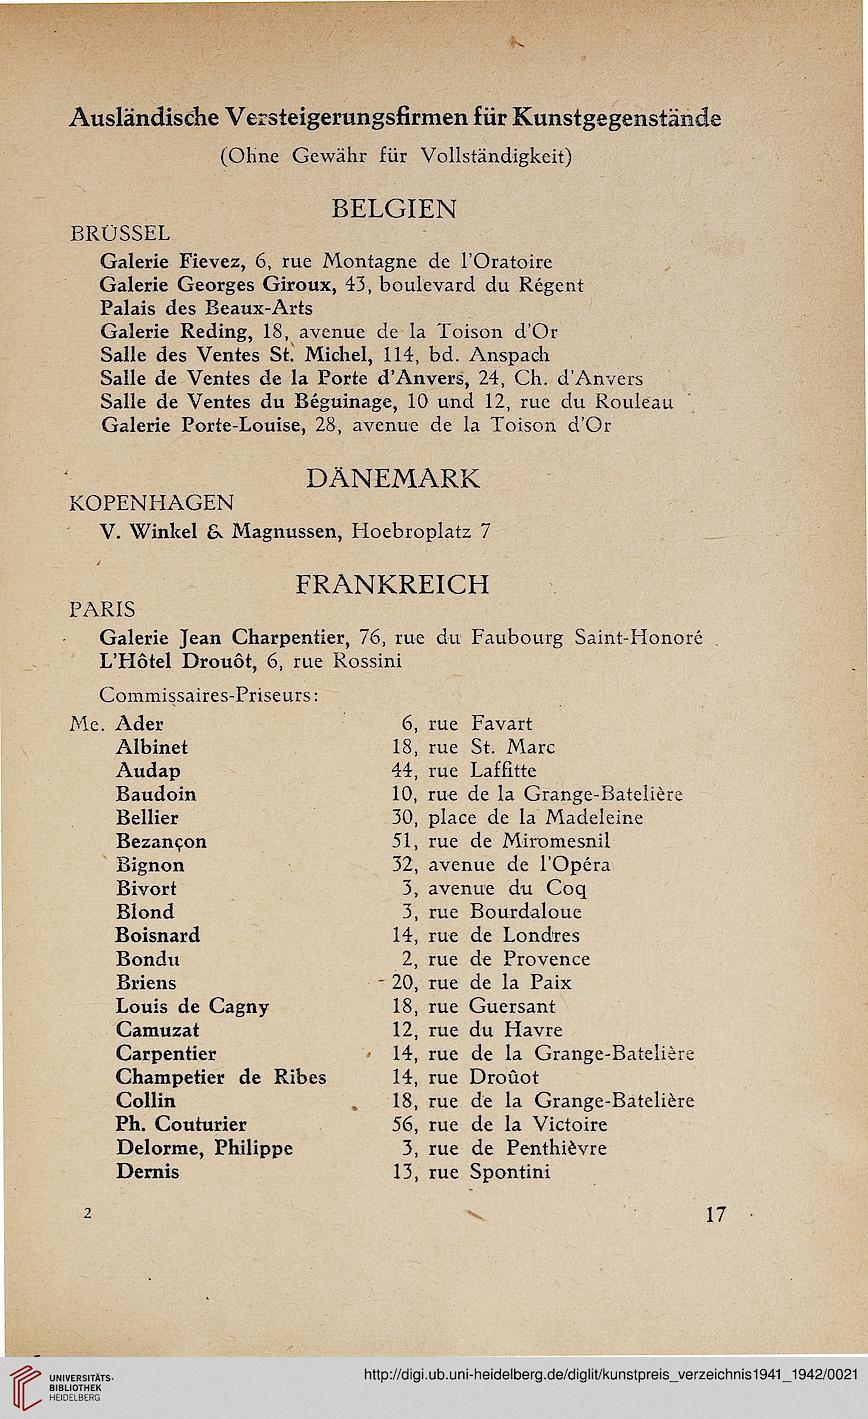 Ausländische Versteigerungsfirmen für Kunstgegenstände
(Ohne Gewähr für Vollständigkeit)
BELGIEN
BRÜSSEL
Galerie Fievez, 6, rue Montagne de l'Oratoire
Galerie Georges Giroux, 43, boulevard du Régent
Palais des Beaux-Arts
Galerie Reding, 18, avenue de la Toison d'Or
Salle des Ventes St. Michel, 114, bd. Anspach
Salle de Ventes de la Porte d'Anvers, 24, Ch. d'Anvers
Salle de Ventes du Béguinage, 10 und 12, rue du Rouleau
Galerie Porte-Louise, 28, avenue de la Toison d'Or
DÄNEMARK
KOPENHAGEN
V. Winkel & Magnussen, Hoebroplatz 7
FRANKREICH
PARIS
Galerie Jean Charpentier, 76, rue du Faubourg Saint-Honoré
L'Hôtel Drouôt, 6, rue Rossini
Commissaires-Priseurs:
Me. Ader 6, rue Favart
Albinet 18, rue St. Marc
Audap 44, rue Laffitte
Baudoin 10, rue de la Grange-Batelière
Bellier 30, place de la Madeleine
Bezançon 51, rue de Miromesnil
Bignon 32, avenue de l'Opéra
Bivort 3, avenue du Coq
Blond 3, rue Bourdaloue
Boisnard 14, rue de Londres
Bondu 2, rue de Provence
Briens 20, rue de la Paix
Louis de Cagny 18, rue Guersant
Camuzat 12, rue du Havre
Carpentier 14, rue de la Grange-Batelière
Champetier de Ribes 14, rue Droûot
Collin 18, rue de la Grange-Batelière
Ph. Couturier 56, rue de la Victoire
Delorme, Philippe 3, rue de Penthièvre
Dernis 13, rue Spontini
2 17
UNIVERSITÄTS-
BIBLIOTHEK
HEIDELBERG
http://digi.ub.uni-heidelberg.de/diglit/kunstpreis_verzeichnis1941_1942/0021